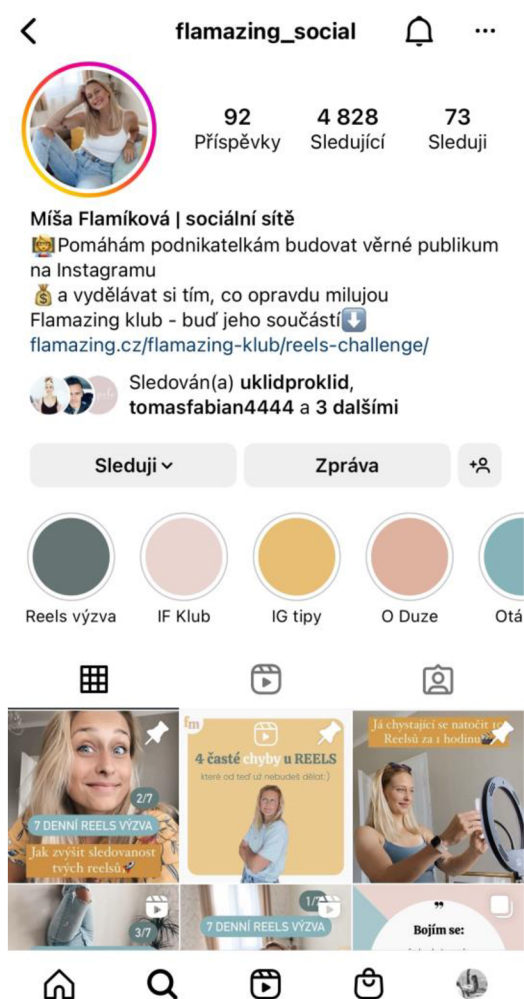 flamazing_social
92 4 828 73
Příspěvky Sledující Sleduji
Míša Flamíková | sociální sítě
Pomáhám podnikatelkám budovat věrné publikum
na Instagramu
a vydělávat si tím, co opravdu milujou
Flamazing klub - buď jeho součástí
flamazing.cz/flamazing-klub/reels-challenge/
Sledován(a) uklidproklid,
tomasfabian4444 a 3 dalšími
Sleduji Zpráva
Reels výzva IF Klub IG tipy O Duze Otá
2/7
7 DENNÍ REELS VÝZVA
Jak zvýšit sledovanost
tvých reelsů
fm
4 časté chyby u REELS
které od teď už nebudeš dělat:)
Já chystající se natočit 10
Reelsů za 1 hodinu
3/7
1/7
7 DENNÍ REELS VÝZVA
Bojím se: